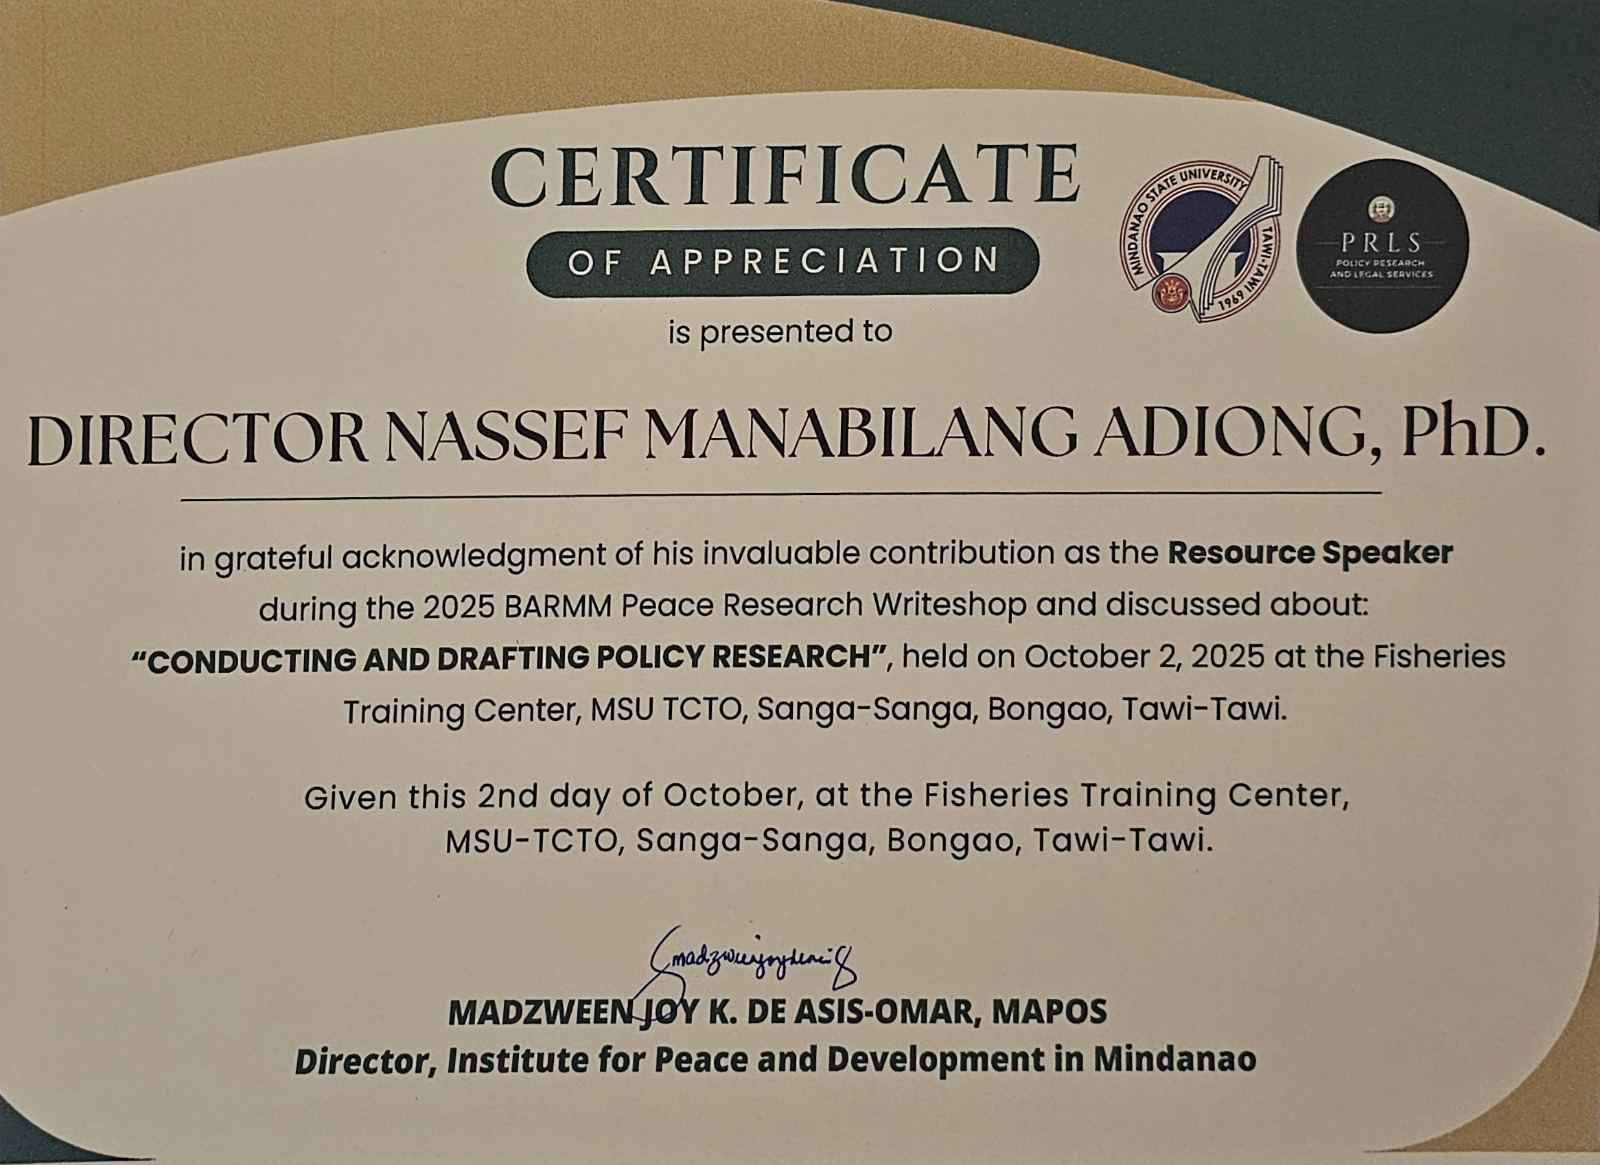 CERTIFICATE
OF APPRECIATION
MINDANAO STATE UNIVERSITY
TAWI-TAWI
1969
PRLS
POLICY RESEARCH
AND LEGAL SERVICES
is presented to
DIRECTOR NASSEF MANABILANG ADIONG, PhD.
in grateful acknowledgment of his invaluable contribution as the Resource Speaker
during the 2025 BARMM Peace Research Writeshop and discussed about:
“CONDUCTING AND DRAFTING POLICY RESEARCH”, held on October 2, 2025 at the Fisheries
Training Center, MSU TCTO, Sanga-Sanga, Bongao, Tawi-Tawi.
Given this 2nd day of October, at the Fisheries Training Center,
MSU-TCTO, Sanga-Sanga, Bongao, Tawi-Tawi.
MADZWEEN JOY K. DE ASIS-OMAR, MAPOS
Director, Institute for Peace and Development in Mindanao